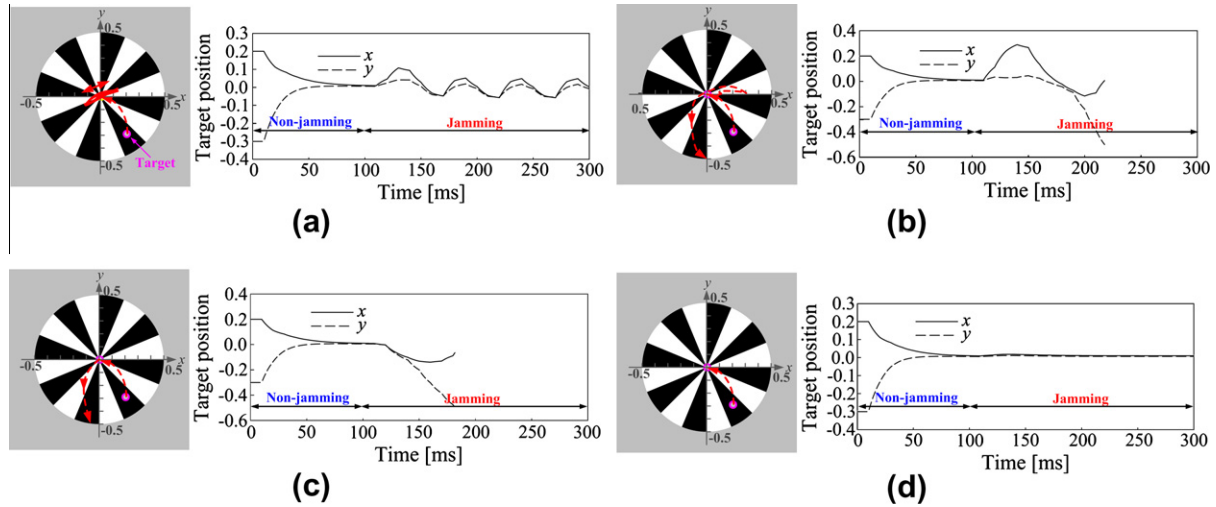 y
0.5
-0.5
0.5
x
-0.5
Target
Target position
0.3
0.2
0.1
0.0
-0.1
-0.2
-0.3
-0.4
x
y
Non-jamming
Jamming
0 50 100 150 200 250 300
Time [ms]
(a)
y
0.5
-0.5
0.5
x
-0.5
Target position
0.4
0.2
0.0
-0.2
-0.4
-0.6
x
y
Non-jamming
Jamming
0 50 100 150 200 250 300
Time [ms]
(b)
y
0.5
-0.5
0.5
x
-0.5
Target position
0.4
0.2
0.0
-0.2
-0.4
-0.6
x
y
Non-jamming
Jamming
0 50 100 150 200 250 300
Time [ms]
(c)
y
0.5
-0.5
0.5
x
-0.5
Target position
0.3
0.2
0.1
0.0
-0.1
-0.2
-0.3
-0.4
x
y
Non-jamming
Jamming
0 50 100 150 200 250 300
Time [ms]
(d)